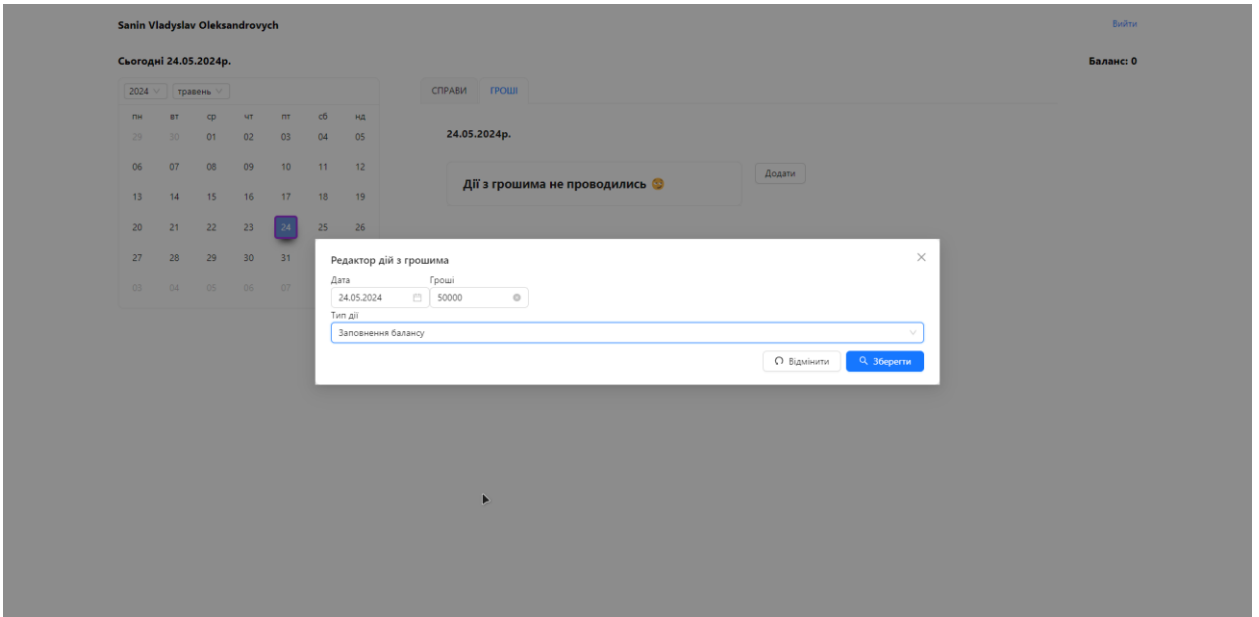 Sanin Vladyslav Oleksandrovych Вийти
Сьогодні 24.05.2024р. Баланс: 0
2024 травень СПРАВИ ГРОШІ
пн вт ср чт пт сб нд
29 30 01 02 03 04 05
24.05.2024р.
06 07 08 09 10 11 12
Дії з грошима не проводились Додати
13 14 15 16 17 18 19
20 21 22 23 24 25 26
27 28 29 30 31
03 04 05 06 07
Редактор дій з грошима
Дата Гроші
24.05.2024 50000
Тип дії
Заповнення балансу
Відмінити Зберегти